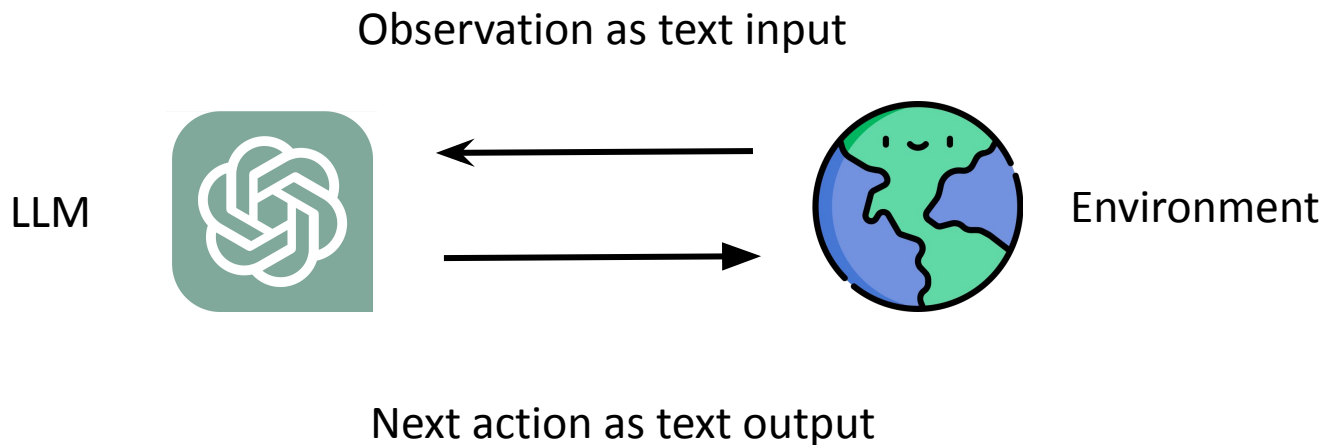 Observation as text input
LLM
Environment
Next action as text output